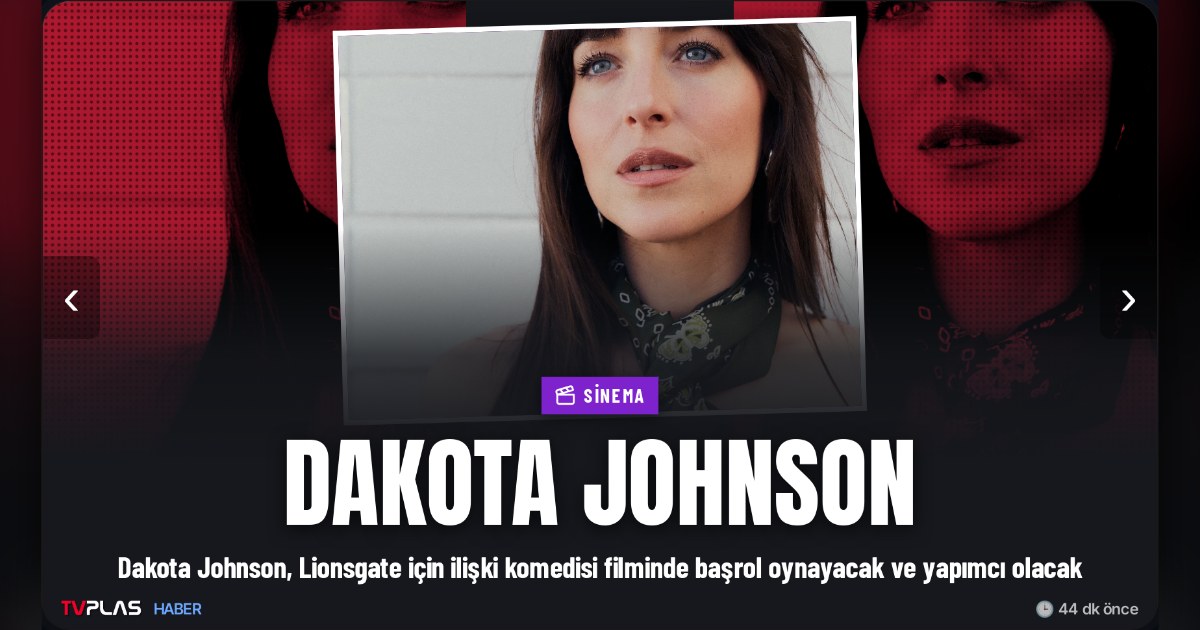 SİNEMA
DAKOTA JOHNSON
Dakota Johnson, Lionsgate için ilişki komedisi filminde başrol oynayacak ve yapımcı olacak
TVPLAS HABER
44 dk önce